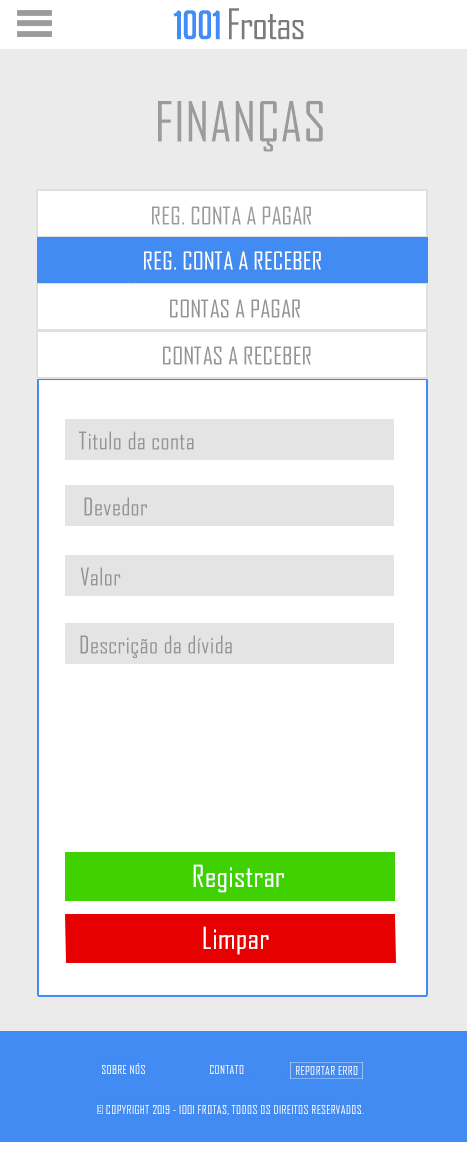 1001 Frotas
FINANÇAS
REG. CONTA A PAGAR
REG. CONTA A RECEBER
CONTAS A PAGAR
CONTAS A RECEBER
Titulo da conta
Devedor
Valor
Descrição da dívida
Registrar
Limpar
SOBRE NÓS CONTATO REPORTAR ERRO
© COPYRIGHT 2019 - 1001 FROTAS, TODOS OS DIREITOS RESERVADOS.